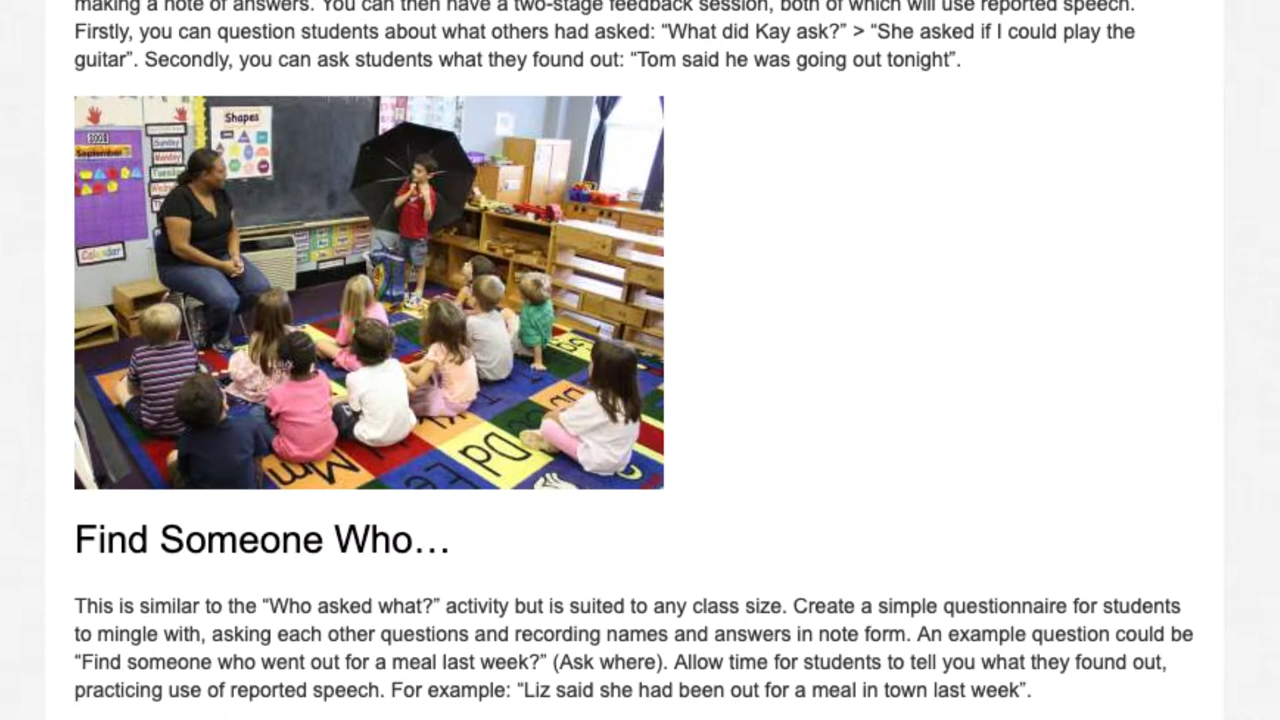 making a note of answers. You can then have a two-stage feedback session, both of which will use reported speech.
Firstly, you can question students about what others had asked: “What did Kay ask?” > “She asked if I could play the
guitar”. Secondly, you can ask students what they found out: “Tom said he was going out tonight”.
Shapes
September
Sunday
Monday
Calendar
Mm
Dd
Find Someone Who…
This is similar to the “Who asked what?” activity but is suited to any class size. Create a simple questionnaire for students
to mingle with, asking each other questions and recording names and answers in note form. An example question could be
“Find someone who went out for a meal last week?” (Ask where). Allow time for students to tell you what they found out,
practicing use of reported speech. For example: “Liz said she had been out for a meal in town last week”.